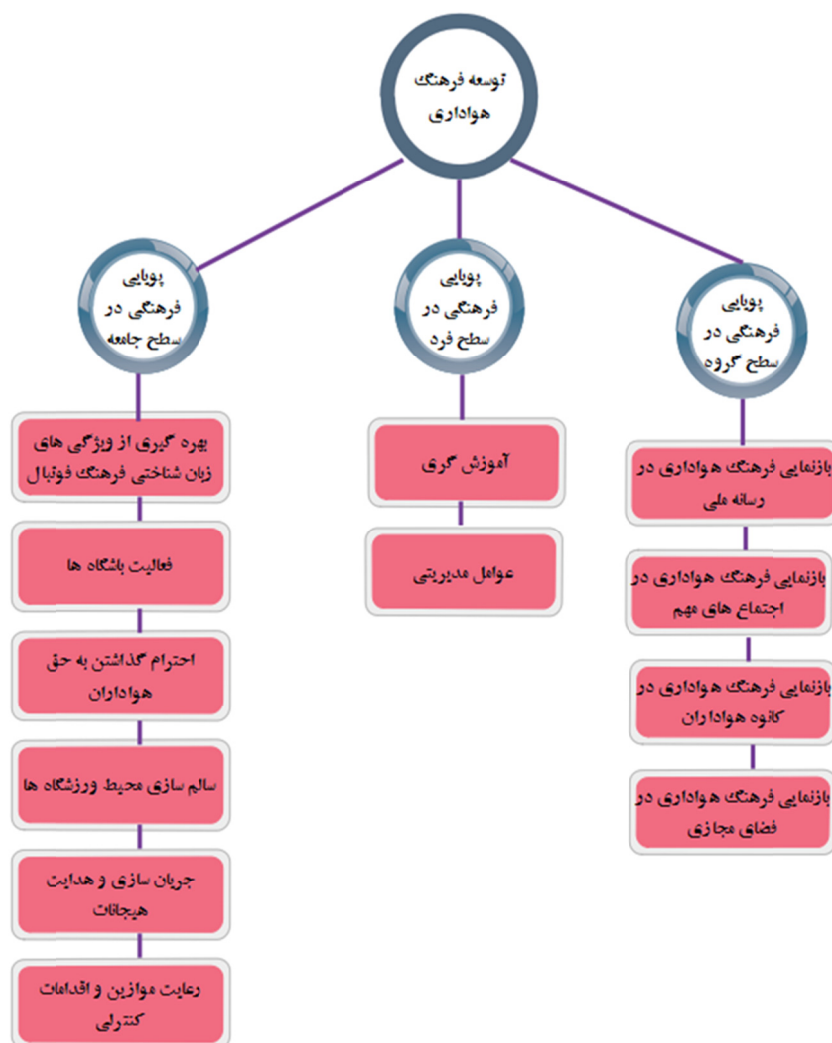 توسعه فرهنگ
هواداری
پویایی
فرهنگی در
سطح گروه
بازنمایی فرهنگ هواداری در
رسانه ملی
بازنمایی فرهنگ هواداری در
اجتماع های مهم
بازنمایی فرهنگ هواداری در
کانوه هواداران
بازنمایی فرهنگ هواداری در
فضای مجازی
پویایی
فرهنگی در
سطح فرد
آموزش گری
عوامل مدیریتی
پویایی
فرهنگی در
سطح جامعه
بهره گیری از ویژگی های
زبان شناختی فرهنگ فوتبال
فعالیت باشگاه ها
احترام گذاشتن به حق
هواداران
سالم سازی محیط ورزشگاه ها
جریان سازی و هدایت
هیجانات
رعایت موازین و اقدامات
کنترلی